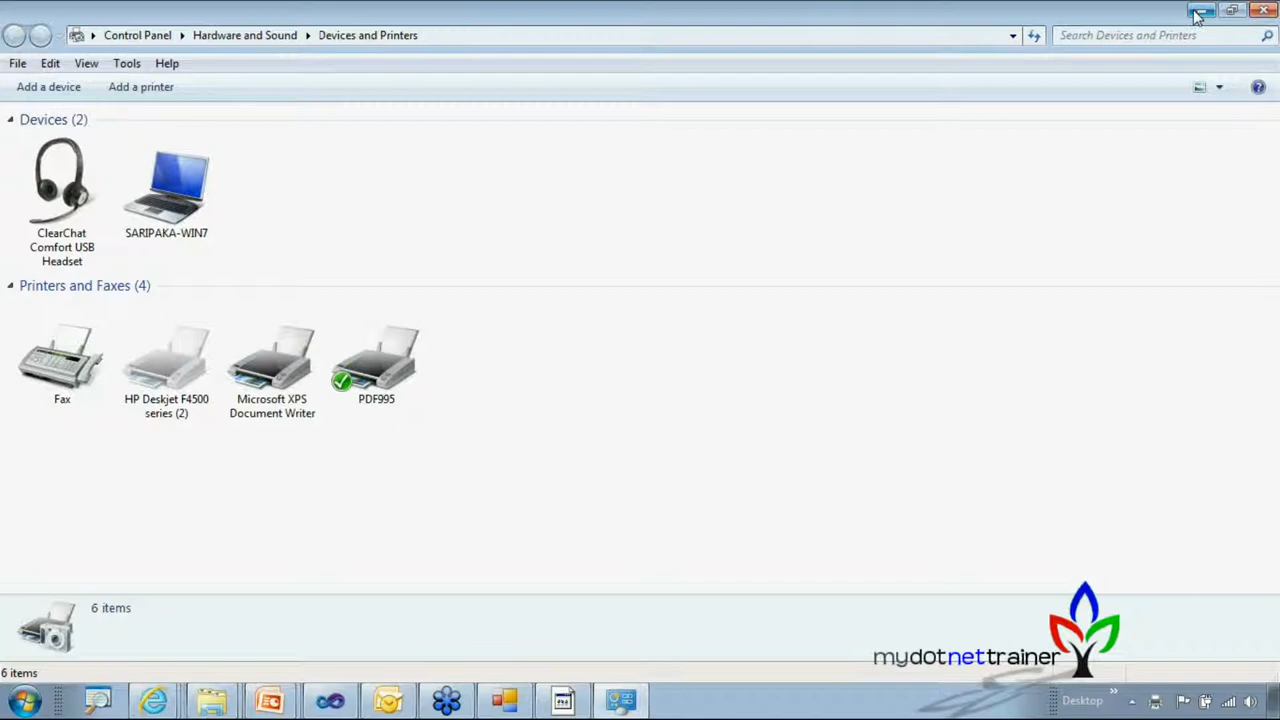 Control Panel Hardware and Sound Devices and Printers Search Devices and Printers
File Edit View Tools Help
Add a device Add a printer
Devices (2)
ClearChat
Comfort USB
Headset
SARIPAKA-WIN7
Printers and Faxes (4)
Fax
HP Deskjet F4500
series (2)
Microsoft XPS
Document Writer
PDF995
6 items
mydotnettrainer
6 items
Desktop